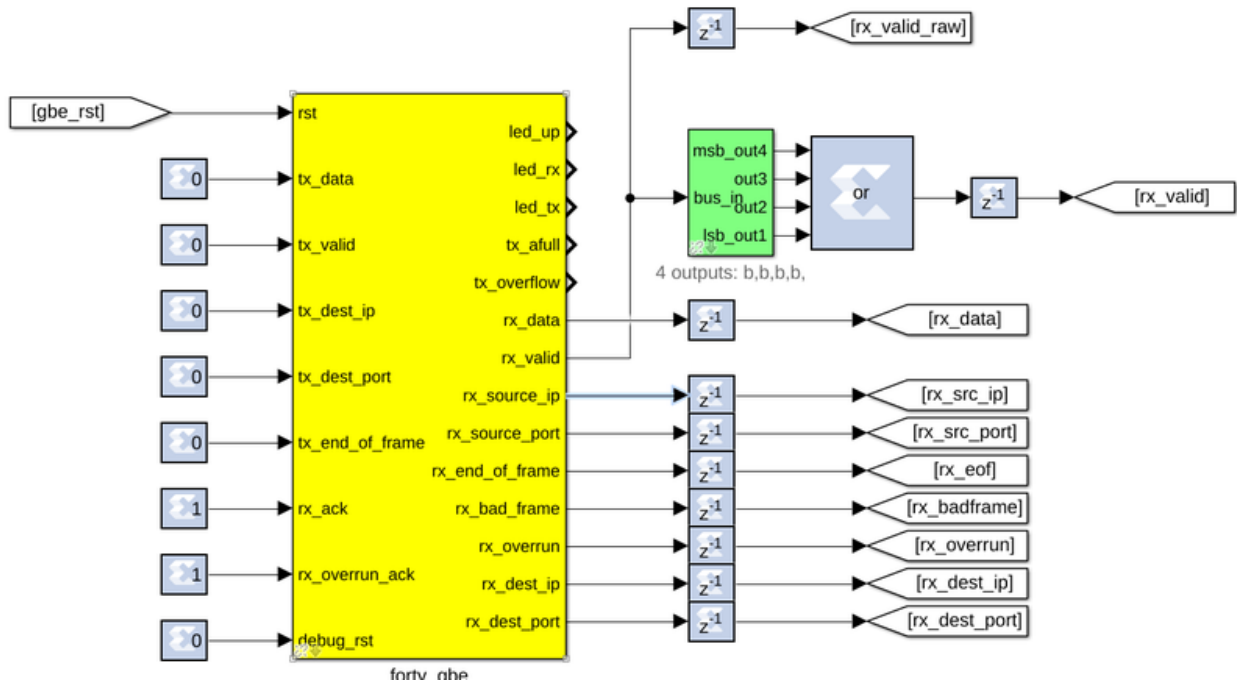 [rx_valid_raw]
z-1
[gbe_rst]
rst
led_up
led_rx
led_tx
tx_afull
tx_overflow
rx_data
rx_valid
rx_source_ip
rx_source_port
rx_end_of_frame
rx_bad_frame
rx_overrun
rx_dest_ip
rx_dest_port
0
tx_data
0
tx_valid
0
tx_dest_ip
0
tx_dest_port
0
tx_end_of_frame
1
rx_ack
1
rx_overrun_ack
0
debug_rst
forty_gbe
bus_in
msb_out4
out3
out2
lsb_out1
4 outputs: b,b,b,b,
or
z-1
[rx_valid]
z-1
[rx_data]
z-1
[rx_src_ip]
z-1
[rx_src_port]
z-1
[rx_eof]
z-1
[rx_badframe]
z-1
[rx_overrun]
z-1
[rx_dest_ip]
z-1
[rx_dest_port]